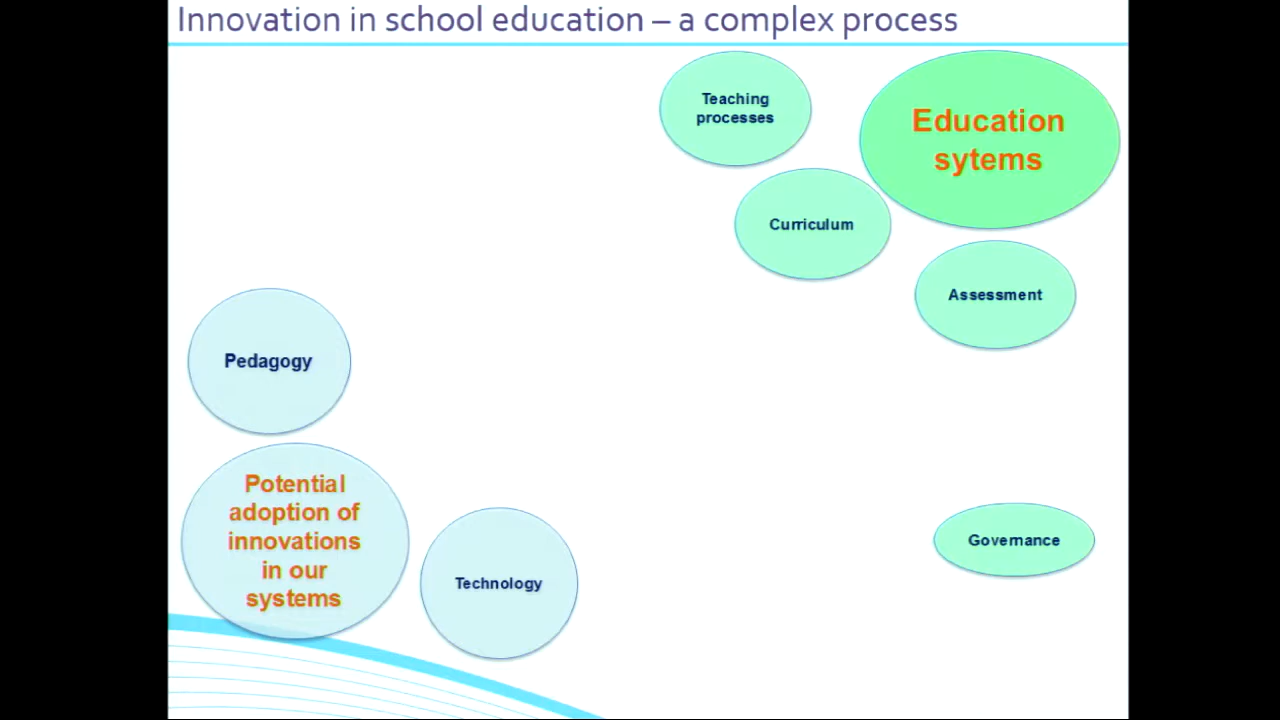 Innovation in school education – a complex process
Teaching
processes
Education
sytems
Curriculum
Assessment
Pedagogy
Potential
adoption of
innovations
in our
systems
Technology
Governance